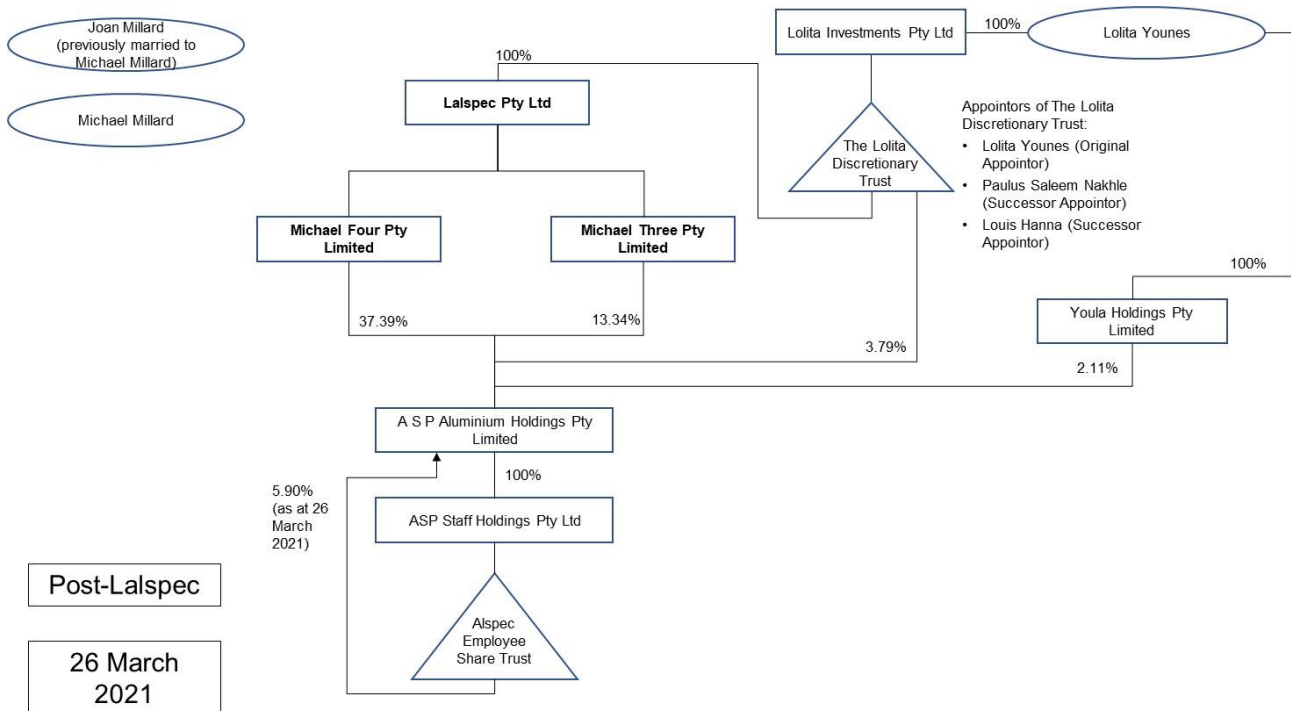 Joan Millard
(previously married to
Michael Millard)
Michael Millard
100%
Lalspec Pty Ltd
Lolita Investments Pty Ltd
100%
Lolita Younes
The Lolita
Discretionary
Trust
Appointors of The Lolita
Discretionary Trust:
• Lolita Younes (Original
Appointor)
• Paulus Saleem Nakhle
(Successor Appointor)
• Louis Hanna (Successor
Appointor)
Michael Four Pty
Limited
Michael Three Pty
Limited
100%
Youla Holdings Pty
Limited
37.39%
13.34%
3.79%
2.11%
A S P Aluminium Holdings Pty
Limited
100%
5.90%
(as at 26
March
2021)
ASP Staff Holdings Pty Ltd
Alspec
Employee
Share Trust
Post-Lalspec
26 March
2021